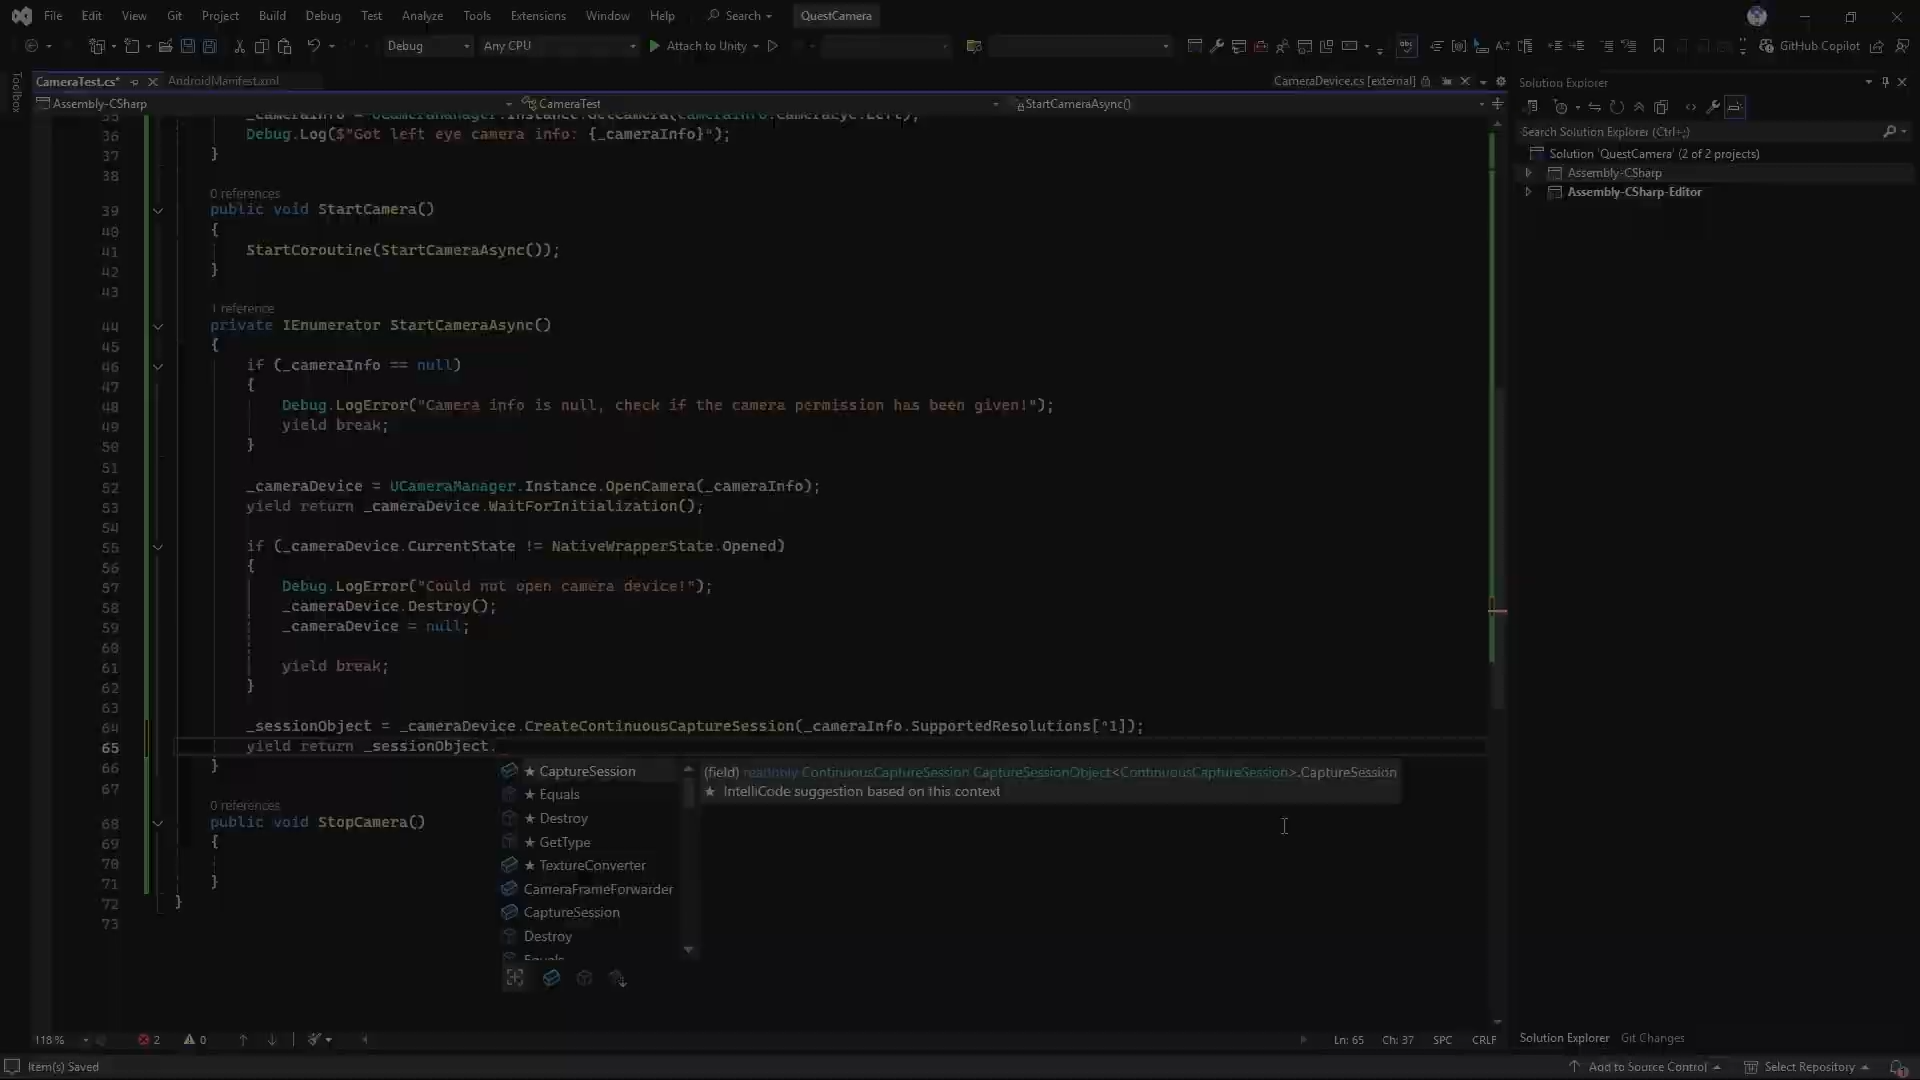 File Edit View Git Project Build Debug Test Analyze Tools Extensions Window Help Search QuestCamera
Debug Any CPU Attach to Unity GitHub Copilot
Toolbox
CameraTest.cs* AndroidManifest.xml CameraDevice.cs [external]
Assembly-CSharp CameraTest StartCameraAsync()
35 _cameraInfo = UCameraManager.Instance.GetCamera(CameraInfo.CameraEye.Left);
36 Debug.Log($"Got left eye camera info: {_cameraInfo}");
37 }
38
0 references
39 public void StartCamera()
40 {
41 StartCoroutine(StartCameraAsync());
42 }
43
1 reference
44 private IEnumerator StartCameraAsync()
45 {
46 if (_cameraInfo == null)
47 {
48 Debug.LogError("Camera info is null, check if the camera permission has been given!");
49 yield break;
50 }
51
52 _cameraDevice = UCameraManager.Instance.OpenCamera(_cameraInfo);
53 yield return _cameraDevice.WaitForInitialization();
54
55 if (_cameraDevice.CurrentState != NativeWrapperState.Opened)
56 {
57 Debug.LogError("Could not open camera device!");
58 _cameraDevice.Destroy();
59 _cameraDevice = null;
60
61 yield break;
62 }
63
64 _sessionObject = _cameraDevice.CreateContinuousCaptureSession(_cameraInfo.SupportedResolutions[^1]);
65 yield return _sessionObject.
66 }
67
0 references
68 public void StopCamera()
69 {
70
71 }
72 }
73
★ CaptureSession
★ Equals
★ Destroy
★ GetType
★ TextureConverter
CameraFrameForwarder
CaptureSession
Destroy
Equals
(field) readonly ContinuousCaptureSession CaptureSessionObject<ContinuousCaptureSession>.CaptureSession
★ IntelliCode suggestion based on this context
Solution Explorer
Search Solution Explorer (Ctrl+;)
Solution 'QuestCamera' (2 of 2 projects)
Assembly-CSharp
Assembly-CSharp-Editor
118 % 2 0 Ln: 65 Ch: 37 SPC CRLF
Solution Explorer Git Changes
Item(s) Saved Add to Source Control Select Repository